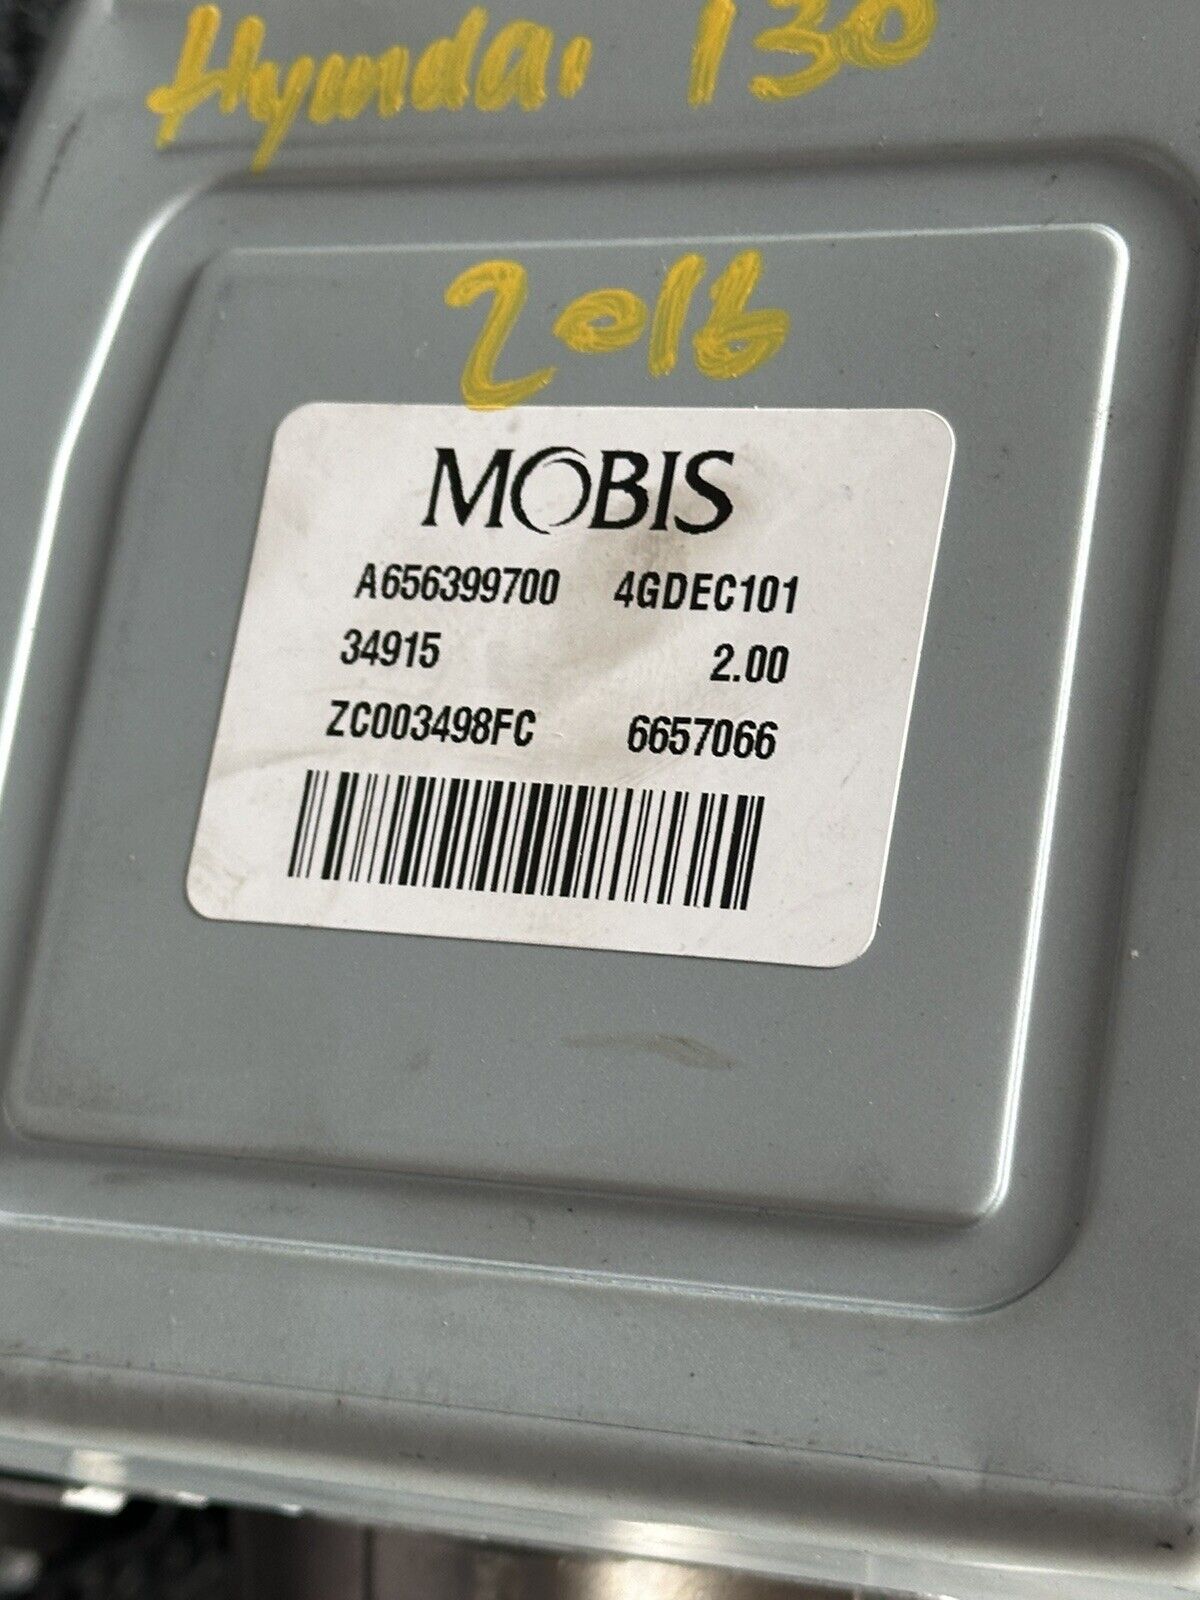 Hyundai i30
2016
MOBIS
A656399700 4GDEC101
34915 2.00
ZC003498FC 6657066